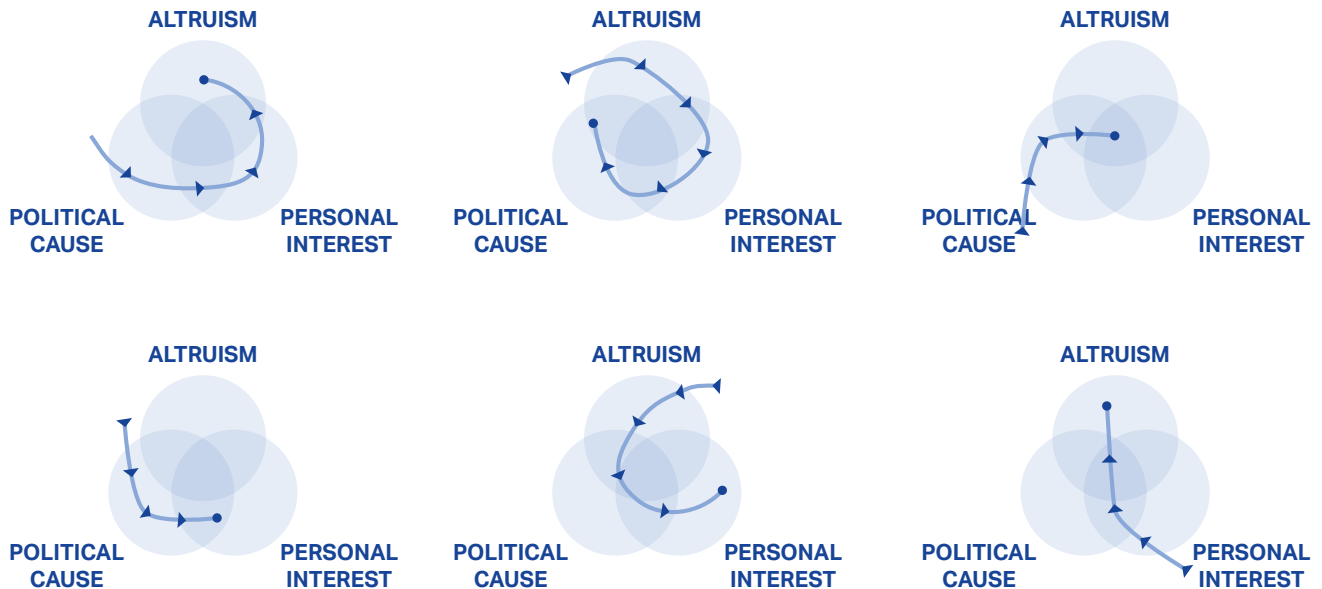 ALTRUISM
POLITICAL
CAUSE
PERSONAL
INTEREST
ALTRUISM
POLITICAL
CAUSE
PERSONAL
INTEREST
ALTRUISM
POLITICAL
CAUSE
PERSONAL
INTEREST
ALTRUISM
POLITICAL
CAUSE
PERSONAL
INTEREST
ALTRUISM
POLITICAL
CAUSE
PERSONAL
INTEREST
ALTRUISM
POLITICAL
CAUSE
PERSONAL
INTEREST